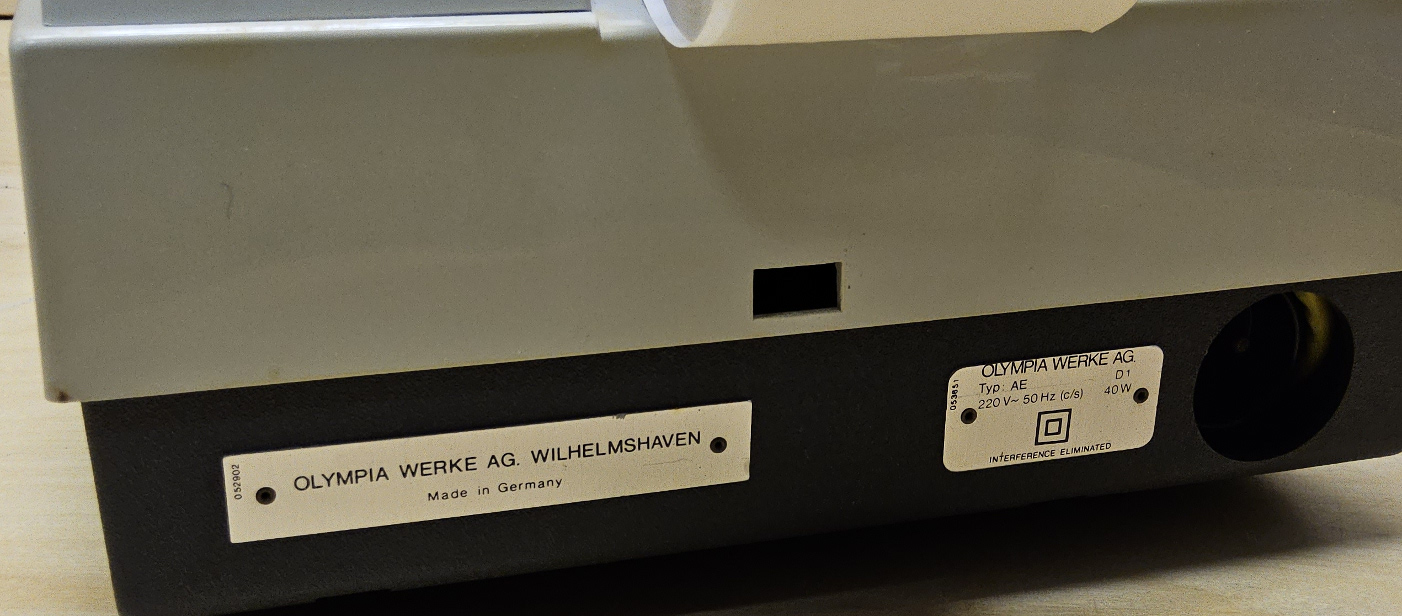 052902
OLYMPIA WERKE AG. WILHELMSHAVEN
Made in Germany
053651
OLYMPIA WERKE AG.
Typ: AE D1
220 V~ 50 Hz (c/s) 40 W
INTERFERENCE ELIMINATED